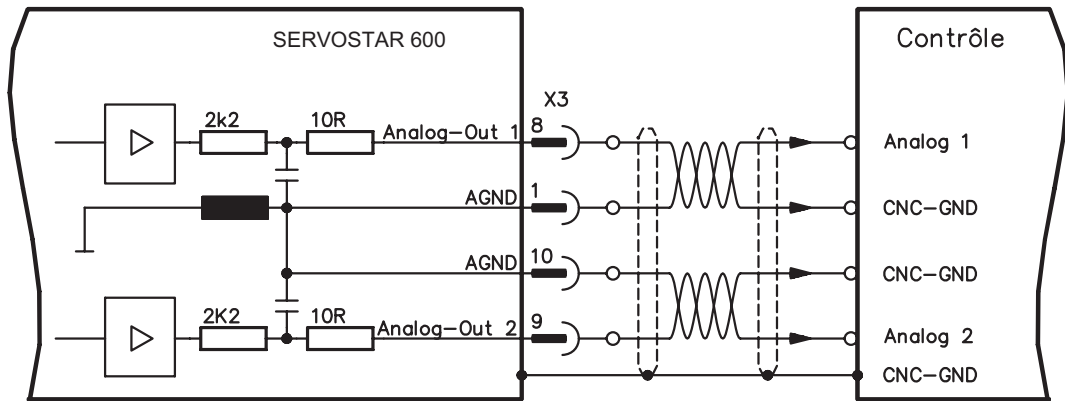 SERVOSTAR 600
Contrôle
X3
2k2
10R
Analog-Out 1
8
Analog 1
AGND
1
CNC-GND
AGND
10
CNC-GND
2K2
10R
Analog-Out 2
9
Analog 2
CNC-GND